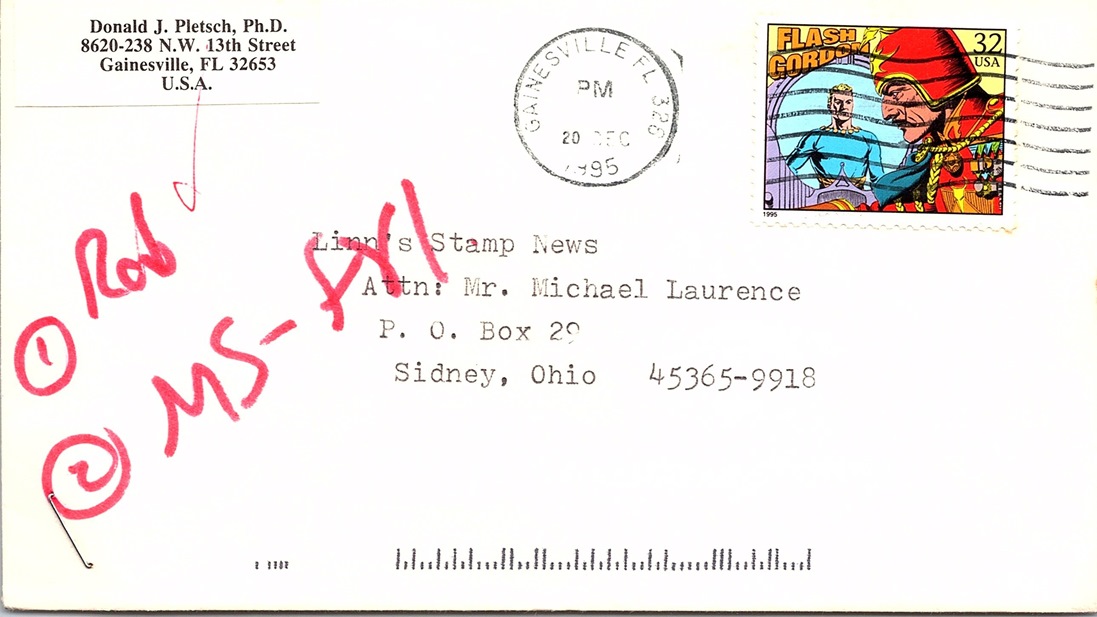 Donald J. Pletsch, Ph.D.
8620-238 N.W. 13th Street
Gainesville, FL 32653
U.S.A.
GAINESVILLE FL 326
PM
20 DEC
1995
FLASH
GORDON
32
USA
1995
Linn's Stamp News
Attn: Mr. Michael Laurence
P. O. Box 29
Sidney, Ohio 45365-9918
① Rob
② MS-FYI